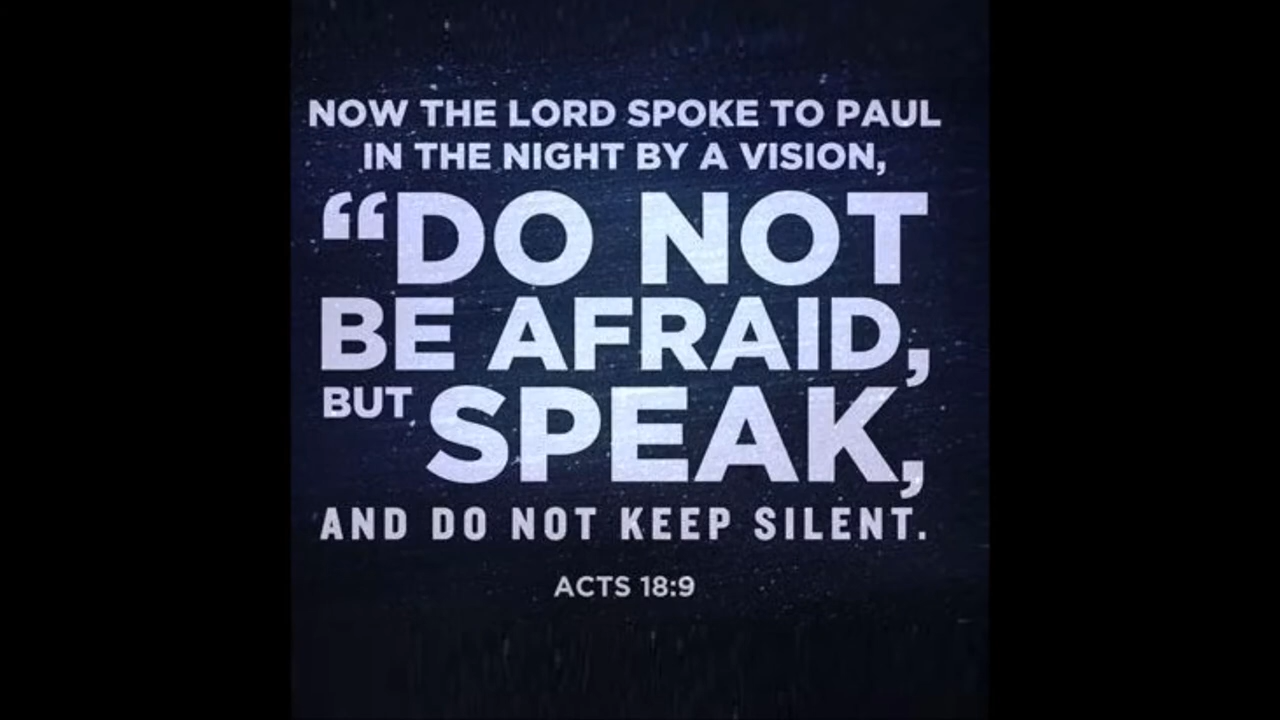 NOW THE LORD SPOKE TO PAUL
IN THE NIGHT BY A VISION,
“DO NOT
BE AFRAID,
BUT SPEAK,
AND DO NOT KEEP SILENT.
ACTS 18:9